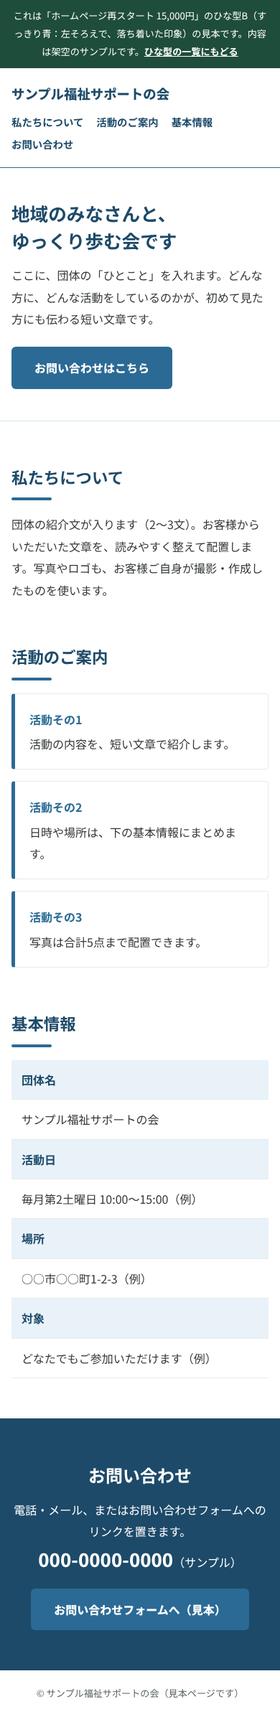 これは「ホームページ再スタート 15,000円」のひな型B（す
っきり青：左そろえで、落ち着いた印象）の見本です。内容
は架空のサンプルです。ひな型の一覧にもどる
サンプル福祉サポートの会
私たちについて 活動のご案内 基本情報
お問い合わせ
地域のみなさんと、
ゆっくり歩む会です
ここに、団体の「ひとこと」を入れます。どんな
方に、どんな活動をしているのかが、初めて見た
方にも伝わる短い文章です。
お問い合わせはこちら
私たちについて
団体の紹介文が入ります（2〜3文）。お客様から
いただいた文章を、読みやすく整えて配置しま
す。写真やロゴも、お客様ご自身が撮影・作成し
たものを使います。
活動のご案内
活動その1
活動の内容を、短い文章で紹介します。
活動その2
日時や場所は、下の基本情報にまとめま
す。
活動その3
写真は合計5点まで配置できます。
基本情報
団体名
サンプル福祉サポートの会
活動日
毎月第2土曜日 10:00〜15:00（例）
場所
〇〇市〇〇町1-2-3（例）
対象
どなたでもご参加いただけます（例）
お問い合わせ
電話・メール、またはお問い合わせフォームへの
リンクを置きます。
000-0000-0000（サンプル）
お問い合わせフォームへ（見本）
© サンプル福祉サポートの会（見本ページです）